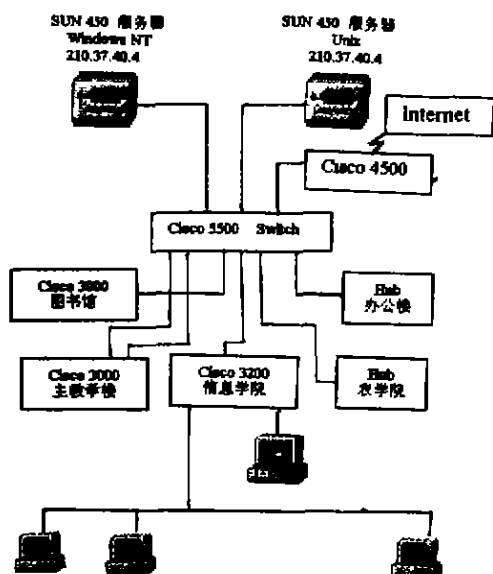 SUN 450 服务器
Windows NT
210.37.40.4
SUN 450 服务器
Unix
210.37.40.4
Internet
Cisco 4500
Cisco 5500 Switch
Cisco 3000
图书馆
Hub
办公楼
Cisco 3000
主教学楼
Cisco 3200
信息学院
Hub
农学院